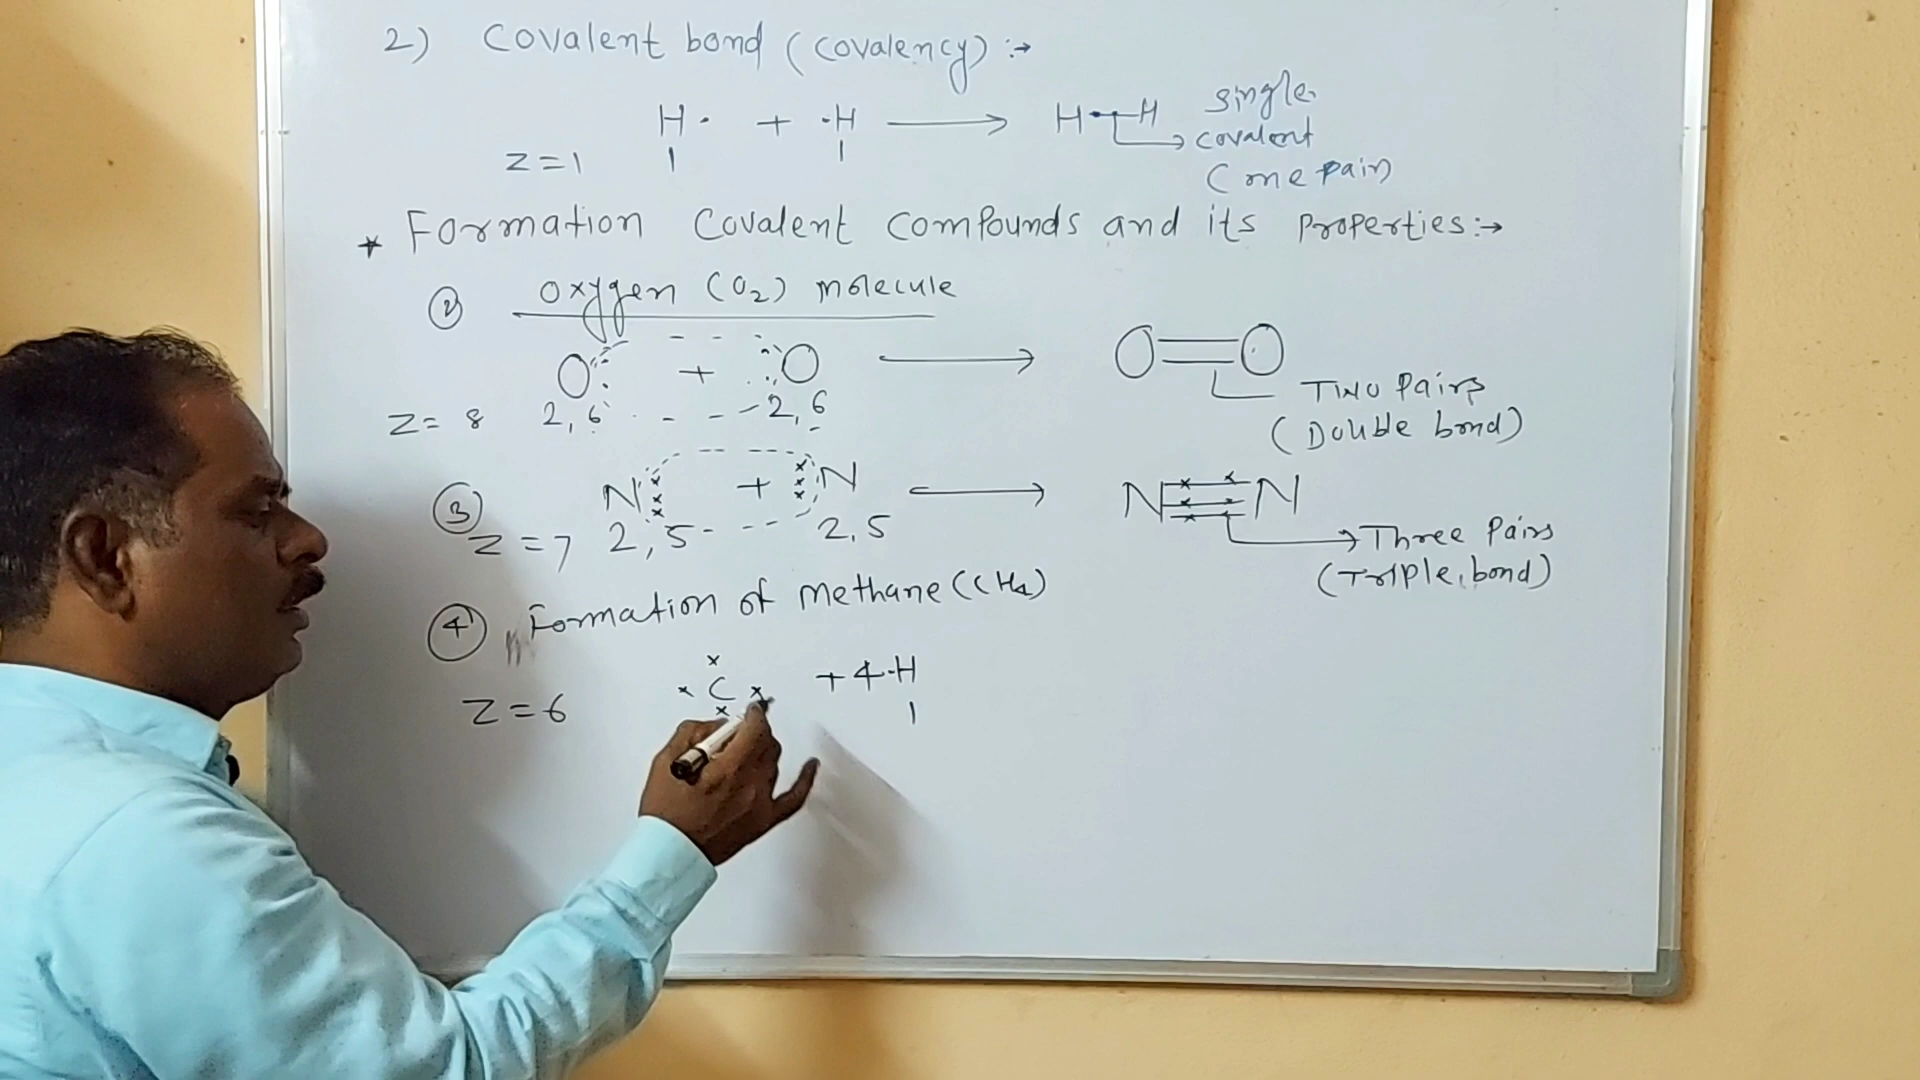 2) Covalent bond (covalency) :→
H· + ·H → H–H single
covalent
Z=1 1 1
(one pair)
* Formation Covalent compounds and its properties:→
② Oxygen (O₂) molecule
O + O → O=O
Two pairs
Z= 8 2,6 2,6
(Double bond)
③ N + N → N≡N
Z=7 2,5 2,5
→ Three pairs
(Triple bond)
④ Formation of methane (CH₄)
C + 4·H
Z=6 1